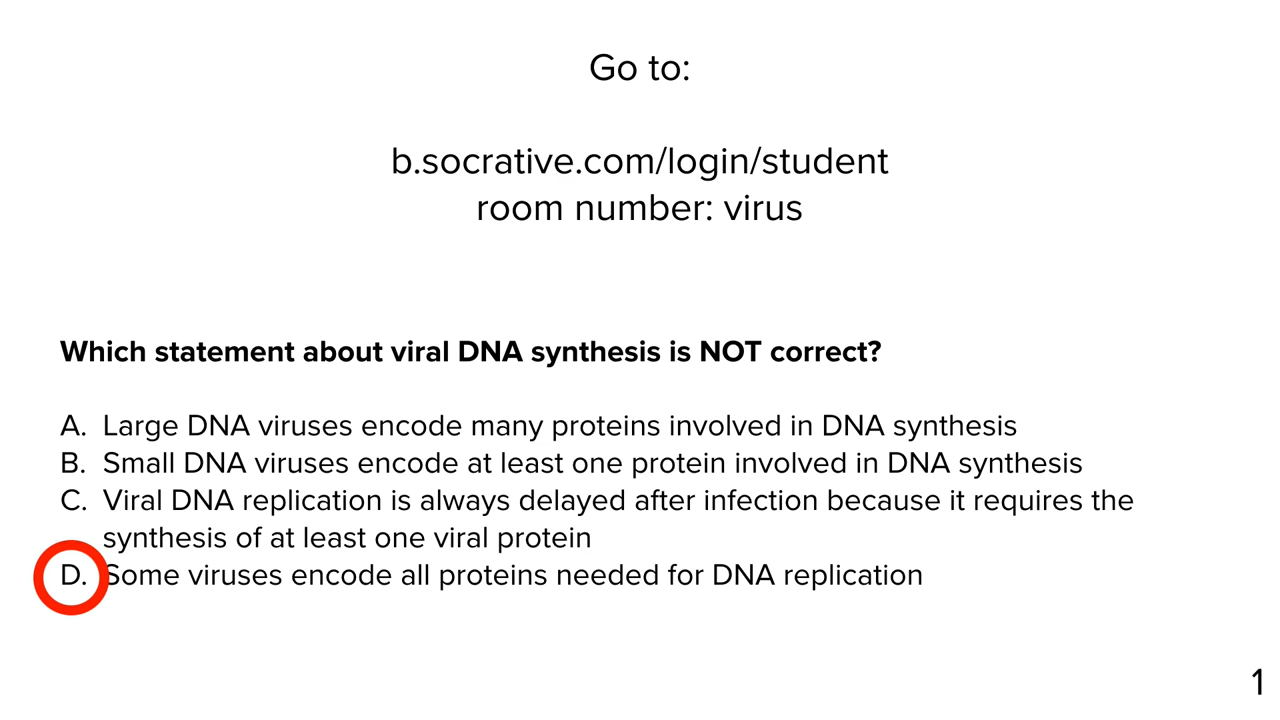 Go to:
b.socrative.com/login/student
room number: virus
Which statement about viral DNA synthesis is NOT correct?
A. Large DNA viruses encode many proteins involved in DNA synthesis
B. Small DNA viruses encode at least one protein involved in DNA synthesis
C. Viral DNA replication is always delayed after infection because it requires the
synthesis of at least one viral protein
D. Some viruses encode all proteins needed for DNA replication
1